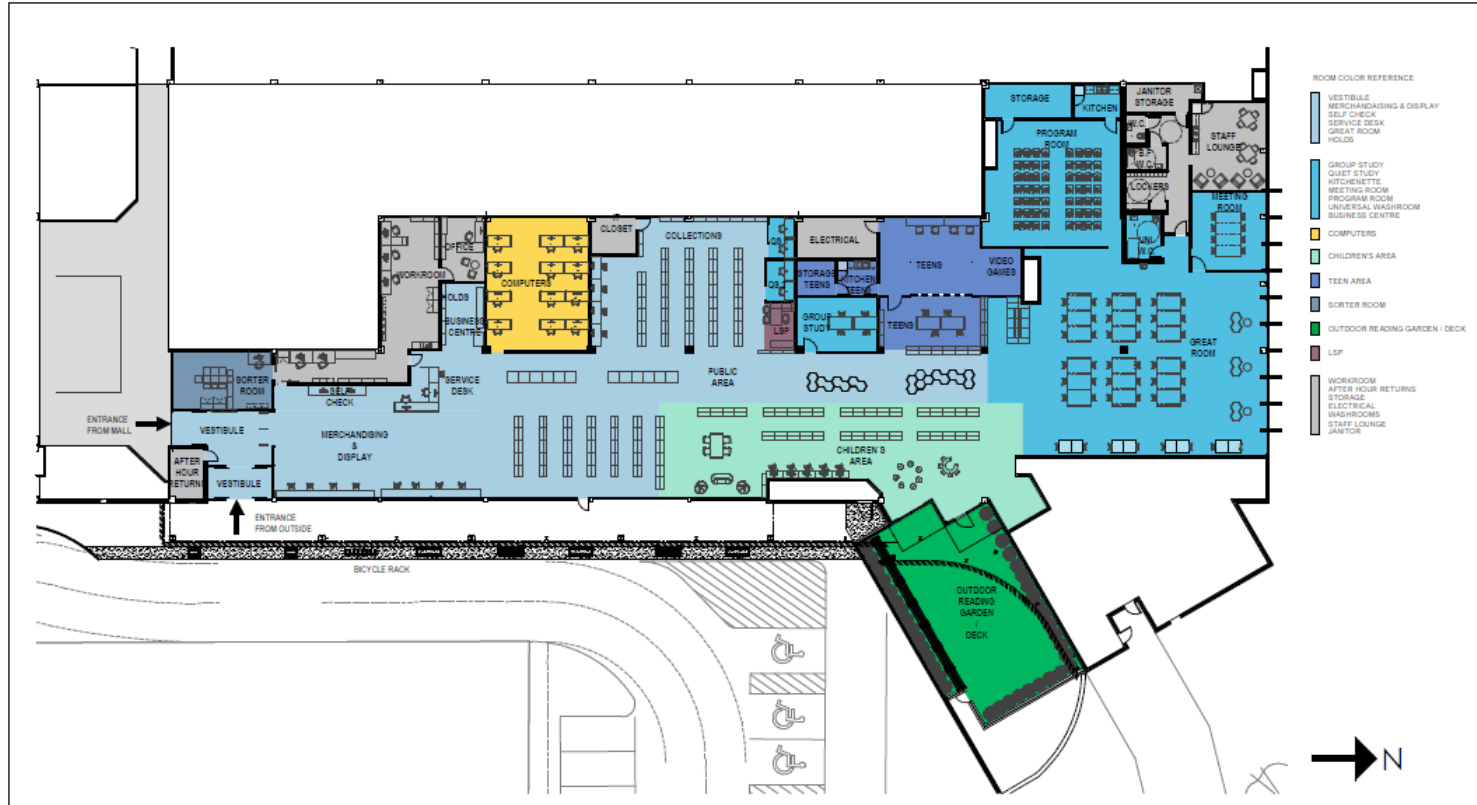 STORAGE
KITCHEN
JANITOR
STORAGE
W.C.
STAFF
LOUNGE
PROGRAM
ROOM
B.F.
W.C.
LOCKERS
MEETING
ROOM
UNI
W.C.
CLOSET
COLLECTIONS
QS
ELECTRICAL
OFFICE
WORKROOM
COMPUTERS
TEENS
VIDEO
GAMES
QS
STORAGE
TEENS
KITCHEN
TEENS
HOLDS
BUSINESS
CENTRE
LSP
GROUP
STUDY
TEENS
GREAT
ROOM
SORTER
ROOM
SELF
CHECK
SERVICE
DESK
PUBLIC
AREA
ENTRANCE
FROM MALL
VESTIBULE
MERCHANDISING
&
DISPLAY
CHILDREN'S
AREA
AFTER
HOUR
RETURNS
VESTIBULE
ENTRANCE
FROM OUTSIDE
BICYCLE RACK
OUTDOOR
READING
GARDEN
/
DECK
ROOM COLOR REFERENCE
VESTIBULE
MERCHANDAISING & DISPLAY
SELF CHECK
SERVICE DESK
GREAT ROOM
HOLDS
GROUP STUDY
QUIET STUDY
KITCHENETTE
MEETING ROOM
PROGRAM ROOM
UNIVERSAL WASHROOM
BUSINESS CENTRE
COMPUTERS
CHILDREN'S AREA
TEEN AREA
SORTER ROOM
OUTDOOR READING GARDEN / DECK
LSP
WORKROOM
AFTER HOUR RETURNS
STORAGE
ELECTRICAL
WASHROOMS
STAFF LOUNGE
JANITOR
N